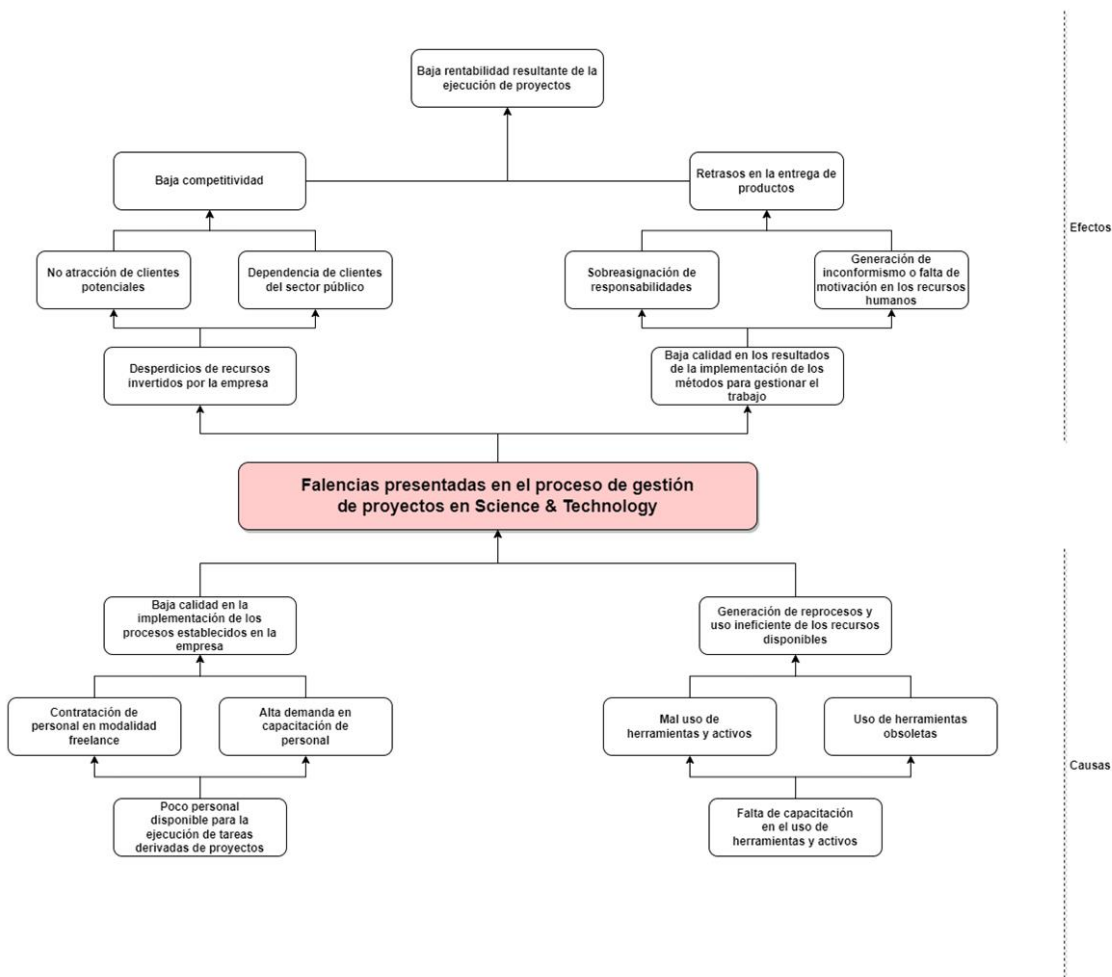 Baja rentabilidad resultante de la
ejecución de proyectos
Baja competitividad
Retrasos en la entrega de
productos
Efectos
No atracción de clientes
potenciales
Dependencia de clientes
del sector público
Sobreasignación de
responsabilidades
Generación de
inconformismo o falta de
motivación en los recursos
humanos
Desperdicios de recursos
invertidos por la empresa
Baja calidad en los resultados
de la implementación de los
métodos para gestionar el
trabajo
Falencias presentadas en el proceso de gestión
de proyectos en Science & Technology
Baja calidad en la
implementación de los
procesos establecidos en la
empresa
Generación de reprocesos y
uso ineficiente de los recursos
disponibles
Contratación de
personal en modalidad
freelance
Alta demanda en
capacitación de
personal
Mal uso de
herramientas y activos
Uso de herramientas
obsoletas
Causas
Poco personal
disponible para la
ejecución de tareas
derivadas de proyectos
Falta de capacitación
en el uso de
herramientas y activos